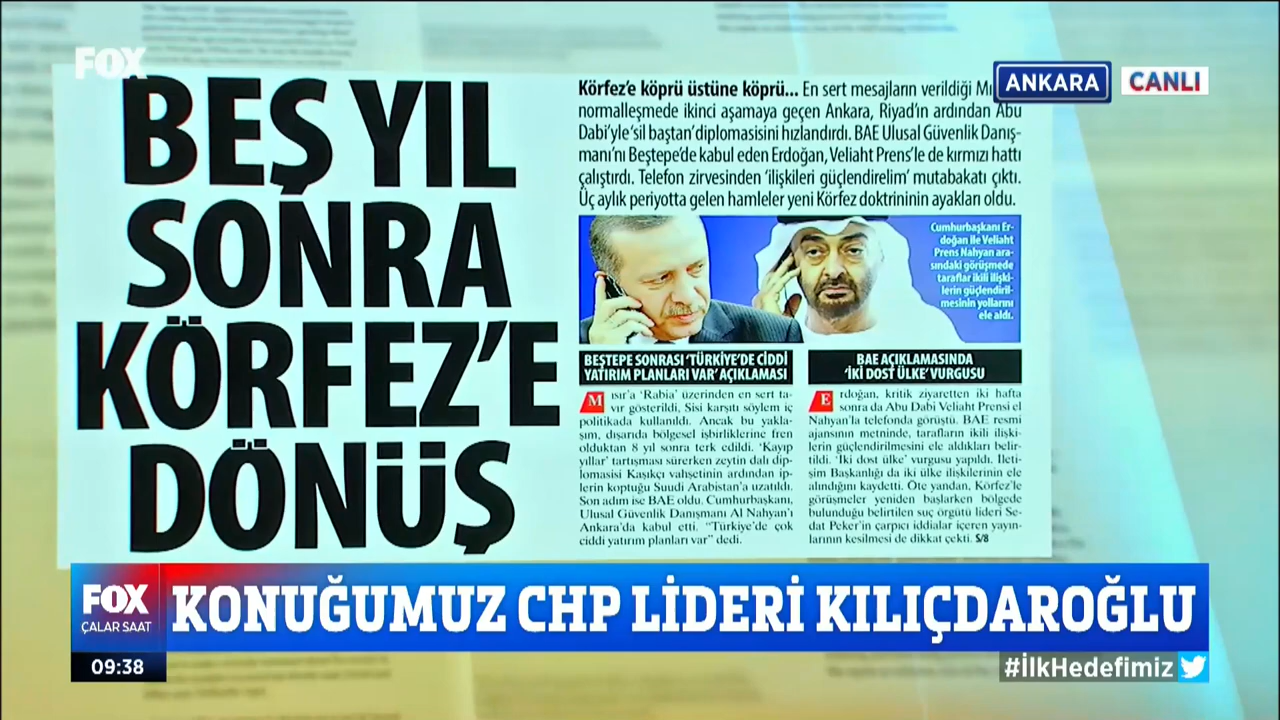 FOX
ANKARA
CANLI
BEŞ YIL
SONRA
KÖRFEZ'E
DÖNÜŞ
Körfez'e köprü üstüne köprü... En sert mesajların verildiği
normalleşmede ikinci aşamaya geçen Ankara, Riyad'ın ardından Abu
Dabi'yle 'sil baştan' diplomasisini hızlandırdı. BAE Ulusal Güvenlik Danış-
manı'nı Beştepe'de kabul eden Erdoğan, Veliaht Prens'le de kırmızı hattı
çalıştırdı. Telefon zirvesinden 'ilişkileri güçlendirelim' mutabakatı çıktı.
Üç aylık periyotta gelen hamleler yeni Körfez doktrininin ayakları oldu.
Cumhurbaşkanı Er-
doğan ile Veliaht
Prens Nahyan ara-
sındaki görüşmede
taraflar ikili ilişki-
lerin güçlendiril-
mesinin yollarını
ele aldı.
BEŞTEPE SONRASI 'TÜRKİYE'DE CİDDİ
YATIRIM PLANLARI VAR' AÇIKLAMASI
Mısır'a 'Rabia' üzerinden en sert ta-
vır gösterildi, Sisi karşıtı söylem iç
politikada kullanıldı. Ancak bu yakla-
şım, dışarıda bölgesel işbirliklerine fren
olduktan 8 yıl sonra terk edildi. 'Kayıp
yıllar' tartışması sürerken zeytin dalı dip-
lomasisi Kaşıkçı vahşetinin ardından ip-
lerin koptuğu Suudi Arabistan'a uzatıldı.
Son adım ise BAE oldu. Cumhurbaşkanı,
Ulusal Güvenlik Danışmanı Al Nahyan'ı
Ankara'da kabul etti. "Türkiye'de çok
ciddi yatırım planları var" dedi.
BAE AÇIKLAMASINDA
'İKİ DOST ÜLKE' VURGUSU
Erdoğan, kritik ziyaretten iki hafta
sonra da Abu Dabi Veliaht Prensi el
Nahyan'la telefonda görüştü. BAE resmi
ajansının metninde, tarafların ikili ilişki-
lerin güçlendirilmesini ele aldıkları belir-
tildi. 'İki dost ülke' vurgusu yapıldı. İleti-
şim Başkanlığı da iki ülke ilişkilerinin ele
alındığını kaydetti. Öte yandan, Körfez'le
görüşmeler yeniden başlarken bölgede
bulunduğu belirtilen suç örgütü lideri Se-
dat Peker'in çarpıcı iddialar içeren yayın-
larının kesilmesi de dikkat çekti. S/8
FOX
ÇALAR SAAT
KONUĞUMUZ CHP LİDERİ KILIÇDAROĞLU
09:38
#İlkHedefimiz